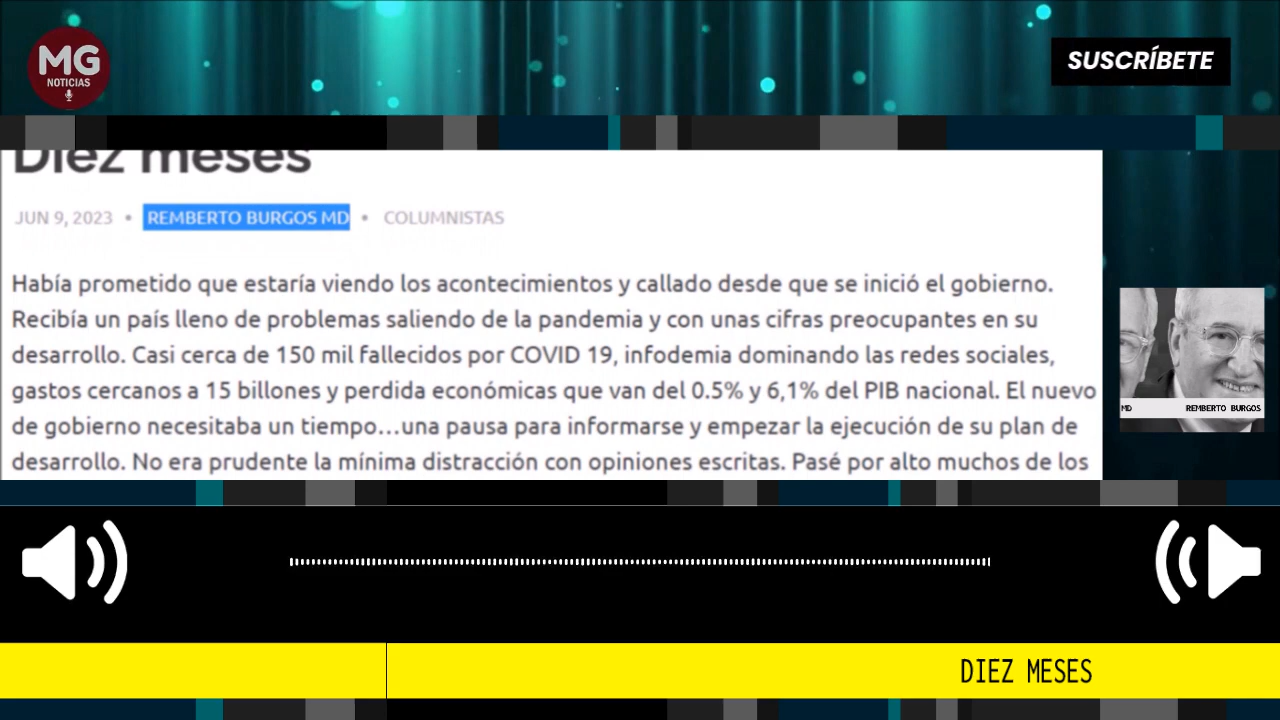 MG
NOTICIAS
SUSCRÍBETE
Diez meses
JUN 9, 2023 • REMBERTO BURGOS MD • COLUMNISTAS
Había prometido que estaría viendo los acontecimientos y callado desde que se inició el gobierno.
Recibía un país lleno de problemas saliendo de la pandemia y con unas cifras preocupantes en su
desarrollo. Casi cerca de 150 mil fallecidos por COVID 19, infodemia dominando las redes sociales,
gastos cercanos a 15 billones y perdida económicas que van del 0.5% y 6,1% del PIB nacional. El nuevo
de gobierno necesitaba un tiempo…una pausa para informarse y empezar la ejecución de su plan de
desarrollo. No era prudente la mínima distracción con opiniones escritas. Pasé por alto muchos de los
MD REMBERTO BURGOS
DIEZ MESES